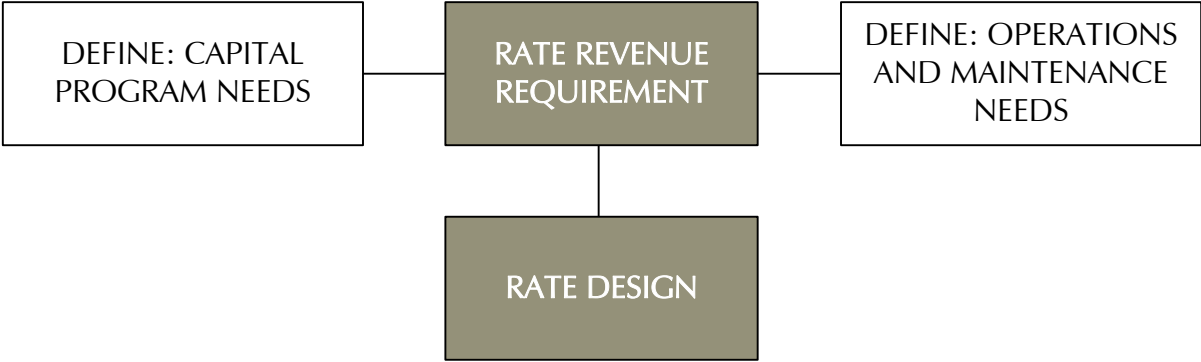 DEFINE: CAPITAL
PROGRAM NEEDS
RATE REVENUE
REQUIREMENT
DEFINE: OPERATIONS
AND MAINTENANCE
NEEDS
RATE DESIGN